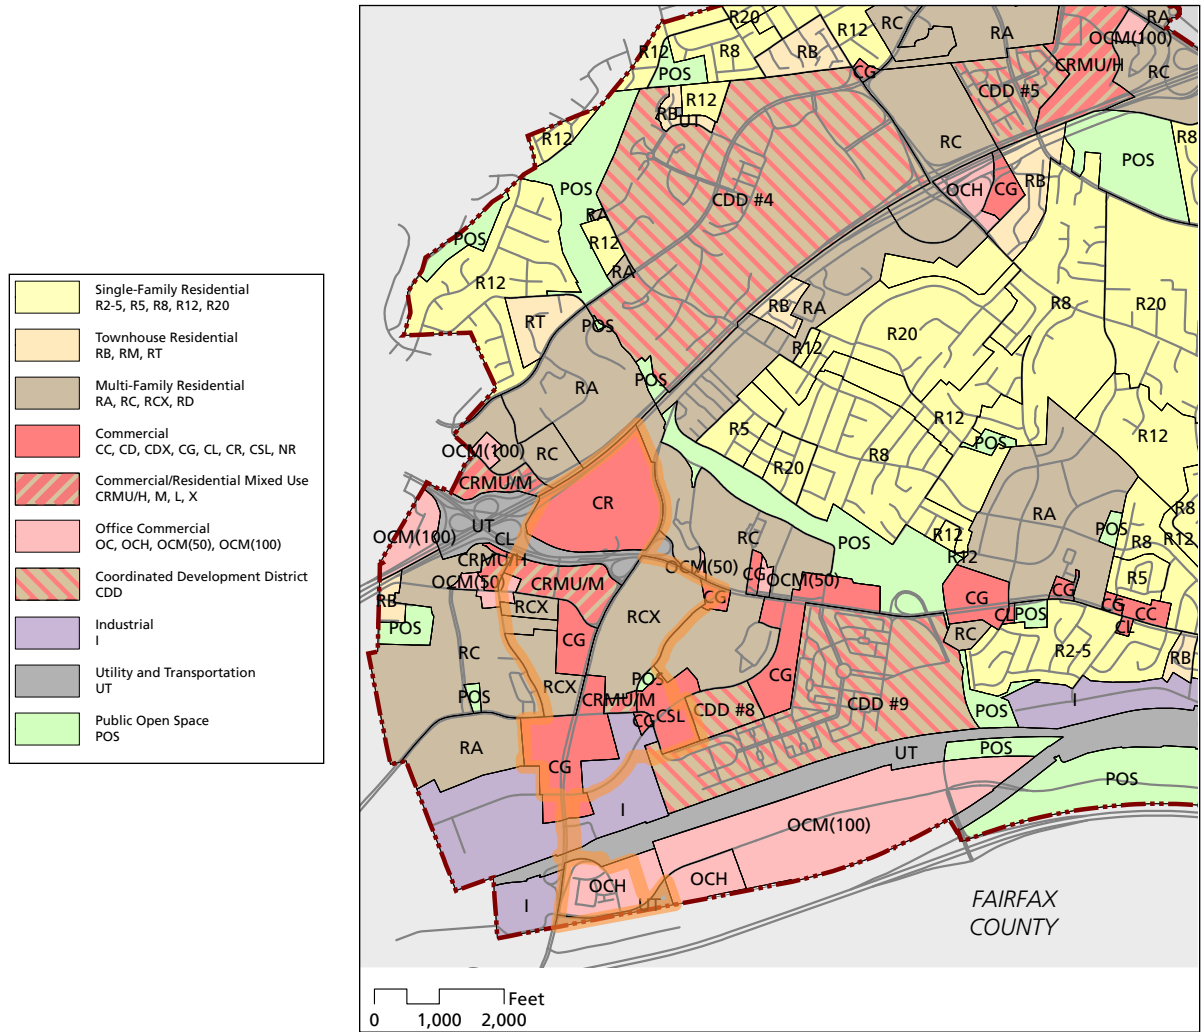 Single-Family Residential
R2-5, R5, R8, R12, R20
Townhouse Residential
RB, RM, RT
Multi-Family Residential
RA, RC, RCX, RD
Commercial
CC, CD, CDX, CG, CL, CR, CSL, NR
Commercial/Residential Mixed Use
CRMU/H, M, L, X
Office Commercial
OC, OCH, OCM(50), OCM(100)
Coordinated Development District
CDD
Industrial
I
Utility and Transportation
UT
Public Open Space
POS
R20
RC
RA
RA
R12
R8
RB
R12
OCM(100)
POS
CG
CRMU/H
RC
CDD #5
R12
RB
UT
R12
RC
R8
POS
POS
OCH
CG
RB
CDD #4
RA
POS
R12
R12
RA
R8
R20
RB
RA
RT
POS
R20
R12
RA
POS
R12
R5
R12
POS
OCM(100)
RC
R20
R8
CRMU/M
CR
RA
R8
UT
POS
OCM(100)
CL
RC
POS
R12
R8
R12
CRMU/H
OCM(50)
R12
OCM(50)
CRMU/M
CG
OCM(50)
R5
RB
RCX
CG
CG
CG
CG
CC
POS
RCX
CL
POS
CL
CG
RC
RC
R2-5
RB
CG
POS
RCX
CRMU/M
POS
CDD #8
CDD #9
POS
I
CG
CSL
RA
UT
POS
CG
POS
I
OCM(100)
OCH
OCH
I
UT
FAIRFAX
COUNTY
Feet
0
1,000
2,000